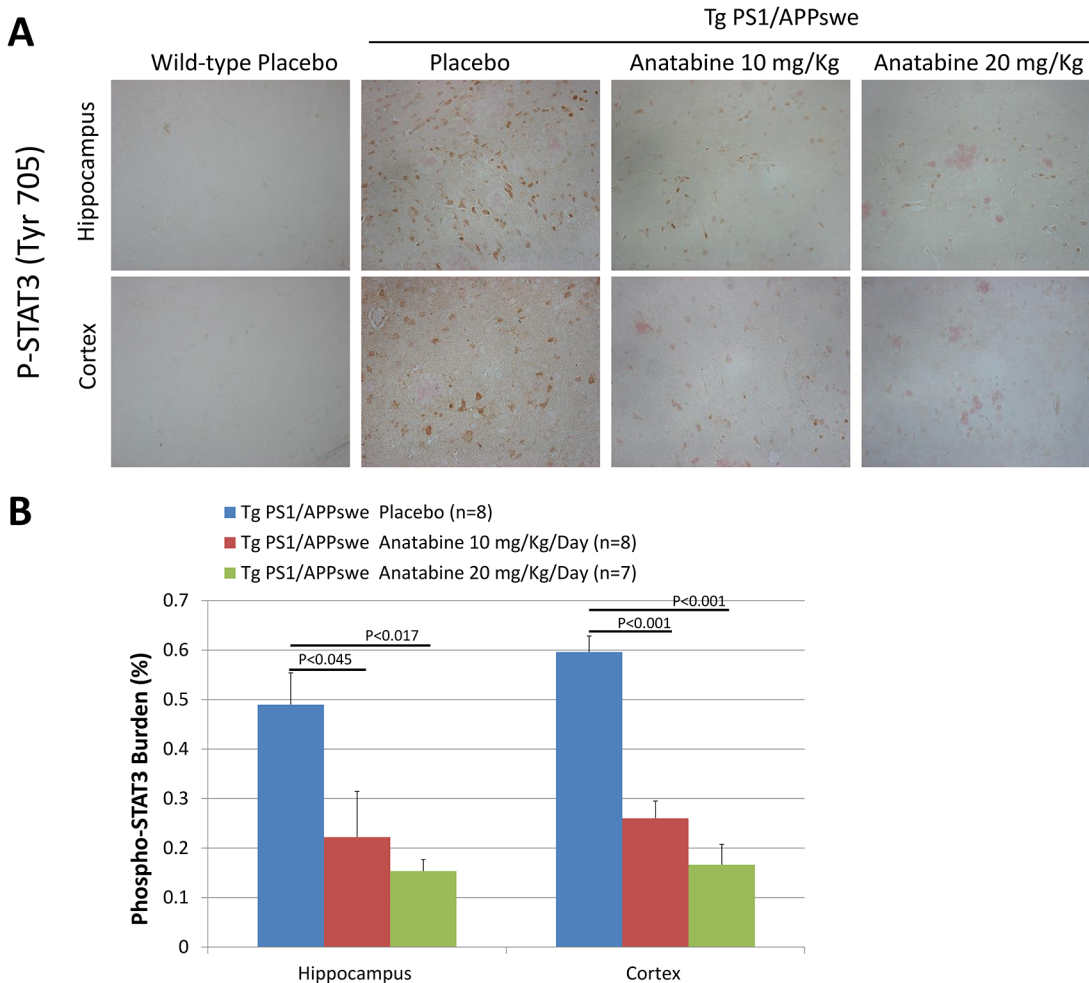 A
Tg PS1/APPswe
Wild-type Placebo
Placebo
Anatabine 10 mg/Kg
Anatabine 20 mg/Kg
P-STAT3 (Tyr 705)
Hippocampus
Cortex
B
Tg PS1/APPswe Placebo (n=8)
Tg PS1/APPswe Anatabine 10 mg/Kg/Day (n=8)
Tg PS1/APPswe Anatabine 20 mg/Kg/Day (n=7)
Phospho-STAT3 Burden (%)
0.7
0.6
0.5
0.4
0.3
0.2
0.1
0
P<0.017
P<0.045
P<0.001
P<0.001
Hippocampus
Cortex